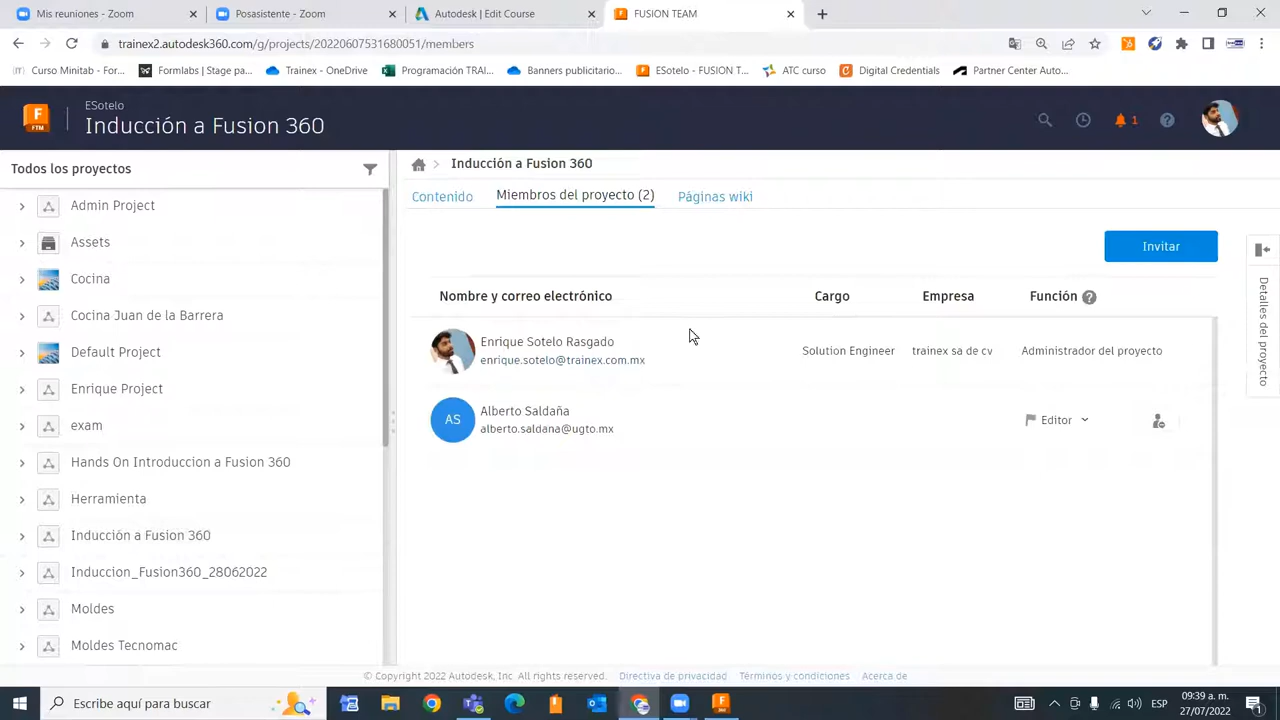 Mis reuniones - Zoom
Posasistente - Zoom
Autodesk | Edit Course
FUSION TEAM
trainex2.autodesk360.com/g/projects/20220607531680051/members
Curso Minitab - For...
Formlabs | Stage pa...
Trainex - OneDrive
Programación TRAI...
Banners publicitario...
ESotelo - FUSION T...
ATC curso
Digital Credentials
Partner Center Auto...
F
FTM
ESotelo
Inducción a Fusion 360
1
Todos los proyectos
Admin Project
Assets
Cocina
Cocina Juan de la Barrera
Default Project
Enrique Project
exam
Hands On Introduccion a Fusion 360
Herramienta
Inducción a Fusion 360
Induccion_Fusion360_28062022
Moldes
Moldes Tecnomac
Inducción a Fusion 360
Contenido
Miembros del proyecto (2)
Páginas wiki
Invitar
Nombre y correo electrónico
Cargo
Empresa
Función
Enrique Sotelo Rasgado
enrique.sotelo@trainex.com.mx
Solution Engineer
trainex sa de cv
Administrador del proyecto
AS
Alberto Saldaña
alberto.saldana@ugto.mx
Editor
Detalles del proyecto
© Copyright 2022 Autodesk, Inc. All rights reserved.
Directiva de privacidad
Términos y condiciones
Acerca de
Escribe aquí para buscar
ESP
09:39 a. m.
27/07/2022